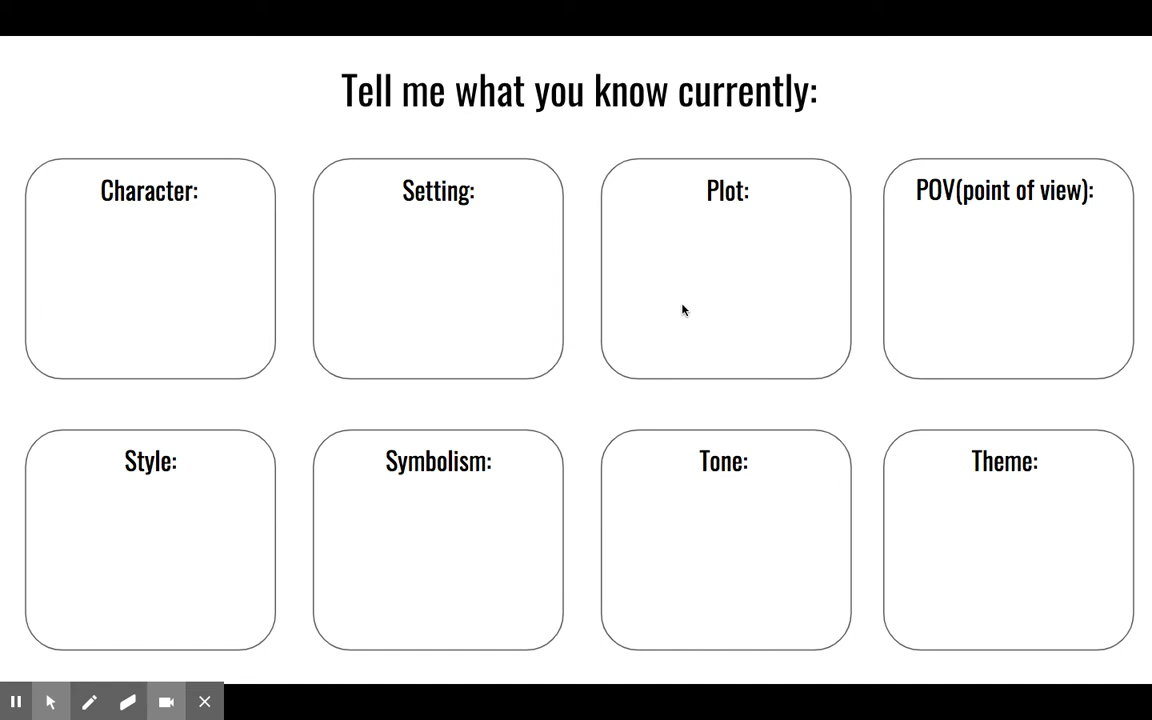 Tell me what you know currently:
Character:
Setting:
Plot:
POV(point of view):
Style:
Symbolism:
Tone:
Theme: